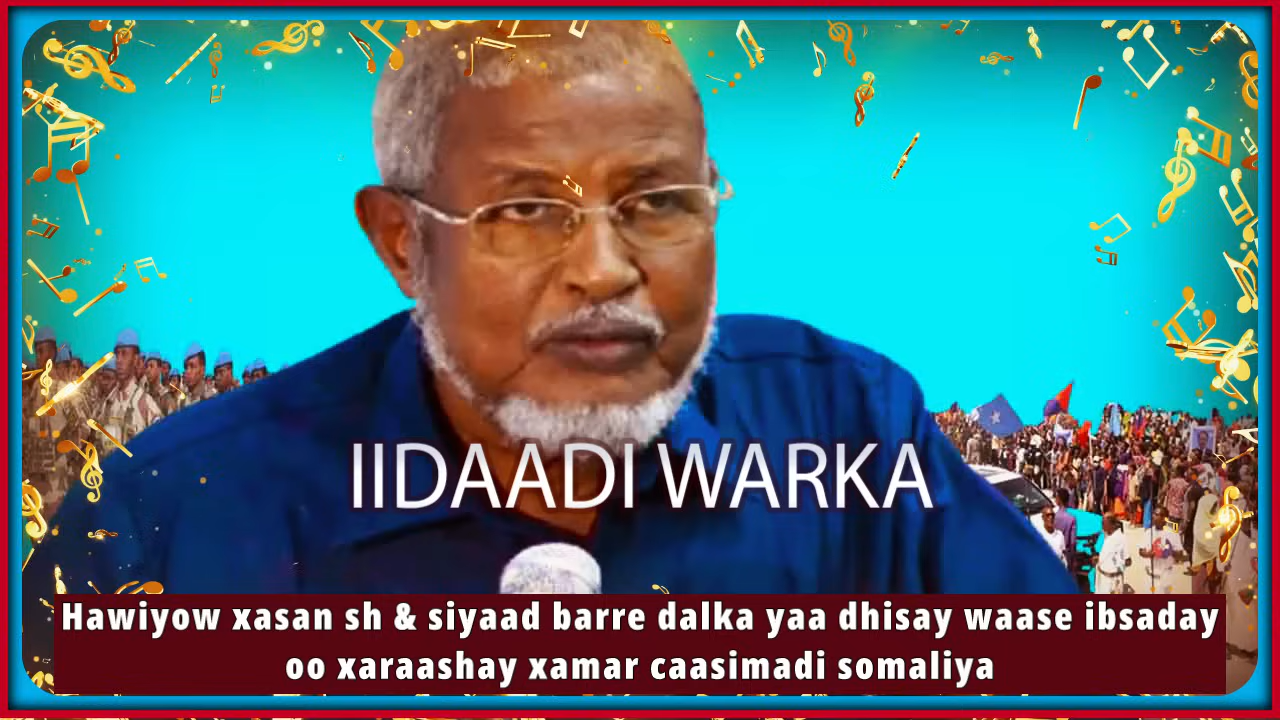 IIDAADI WARKA
Hawiyow xasan sh & siyaad barre dalka yaa dhisay waase ibsaday
oo xaraashay xamar caasimadi somaliya